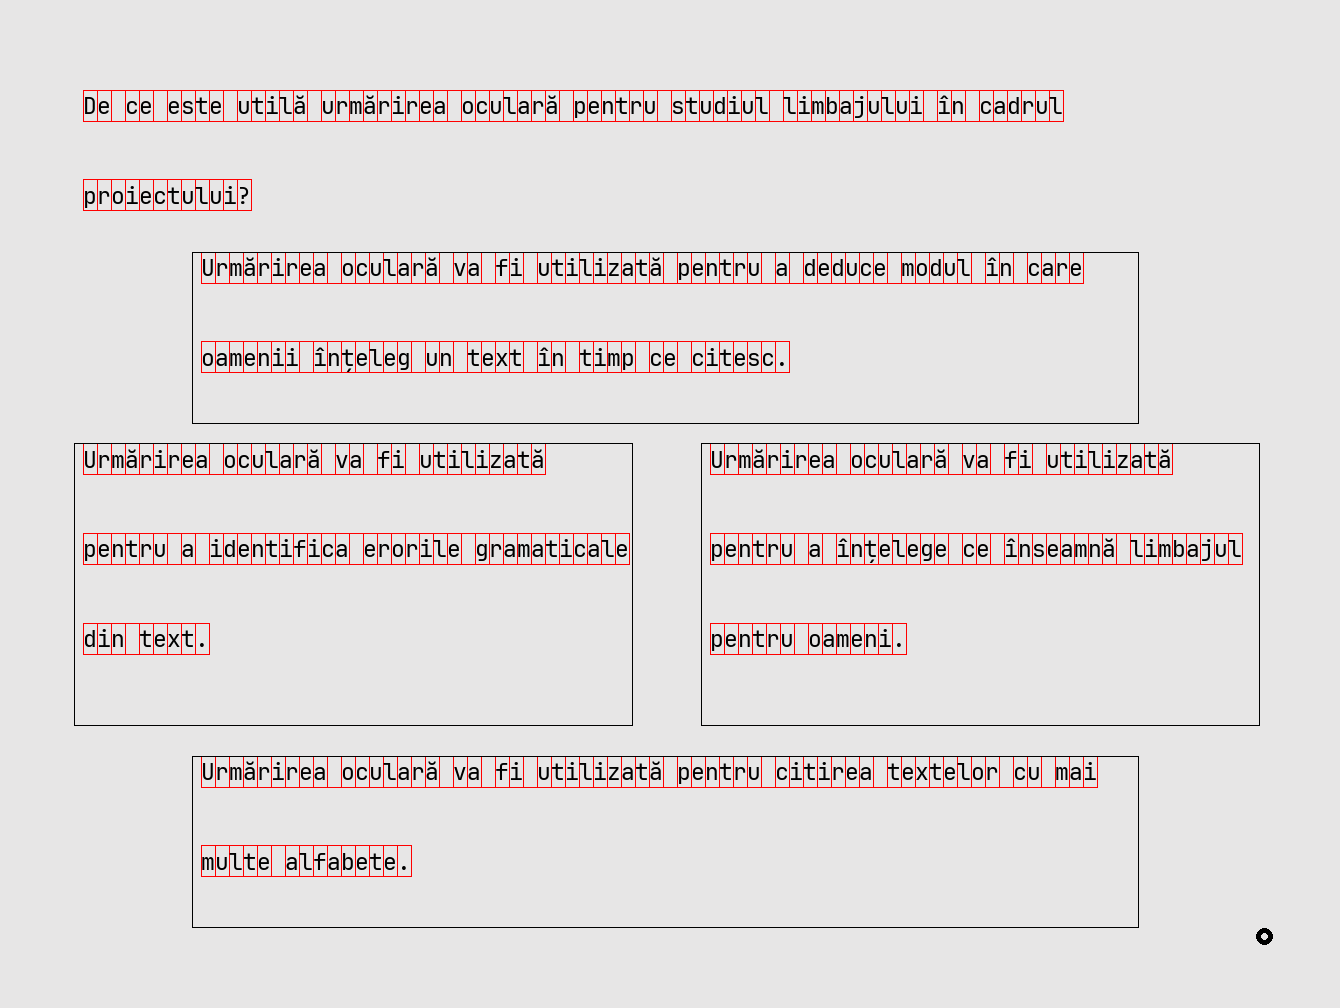 De ce este utilă urmărirea oculară pentru studiul limbajului în cadrul
proiectului?
Urmărirea oculară va fi utilizată pentru a deduce modul în care
oamenii înțeleg un text în timp ce citesc.
Urmărirea oculară va fi utilizată
pentru a identifica erorile gramaticale
din text.
Urmărirea oculară va fi utilizată
pentru a înțelege ce înseamnă limbajul
pentru oameni.
Urmărirea oculară va fi utilizată pentru citirea textelor cu mai
multe alfabete.